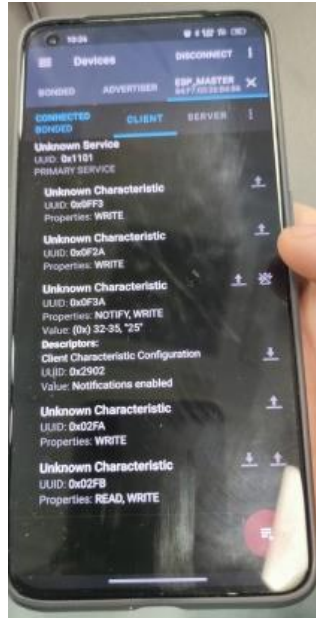 10:34
Devices
DISCONNECT
BONDED
ADVERTISER
ESP_MASTER
CONNECTED
BONDED
CLIENT
SERVER
Unknown Service
UUID: 0x1101
PRIMARY SERVICE
Unknown Characteristic
UUID: 0x0FF3
Properties: WRITE
Unknown Characteristic
UUID: 0x0F2A
Properties: WRITE
Unknown Characteristic
UUID: 0x0F3A
Properties: NOTIFY, WRITE
Value: (0x) 32-35, "25"
Descriptors:
Client Characteristic Configuration
UUID: 0x2902
Value: Notifications enabled
Unknown Characteristic
UUID: 0x02FA
Properties: WRITE
Unknown Characteristic
UUID: 0x02FB
Properties: READ, WRITE